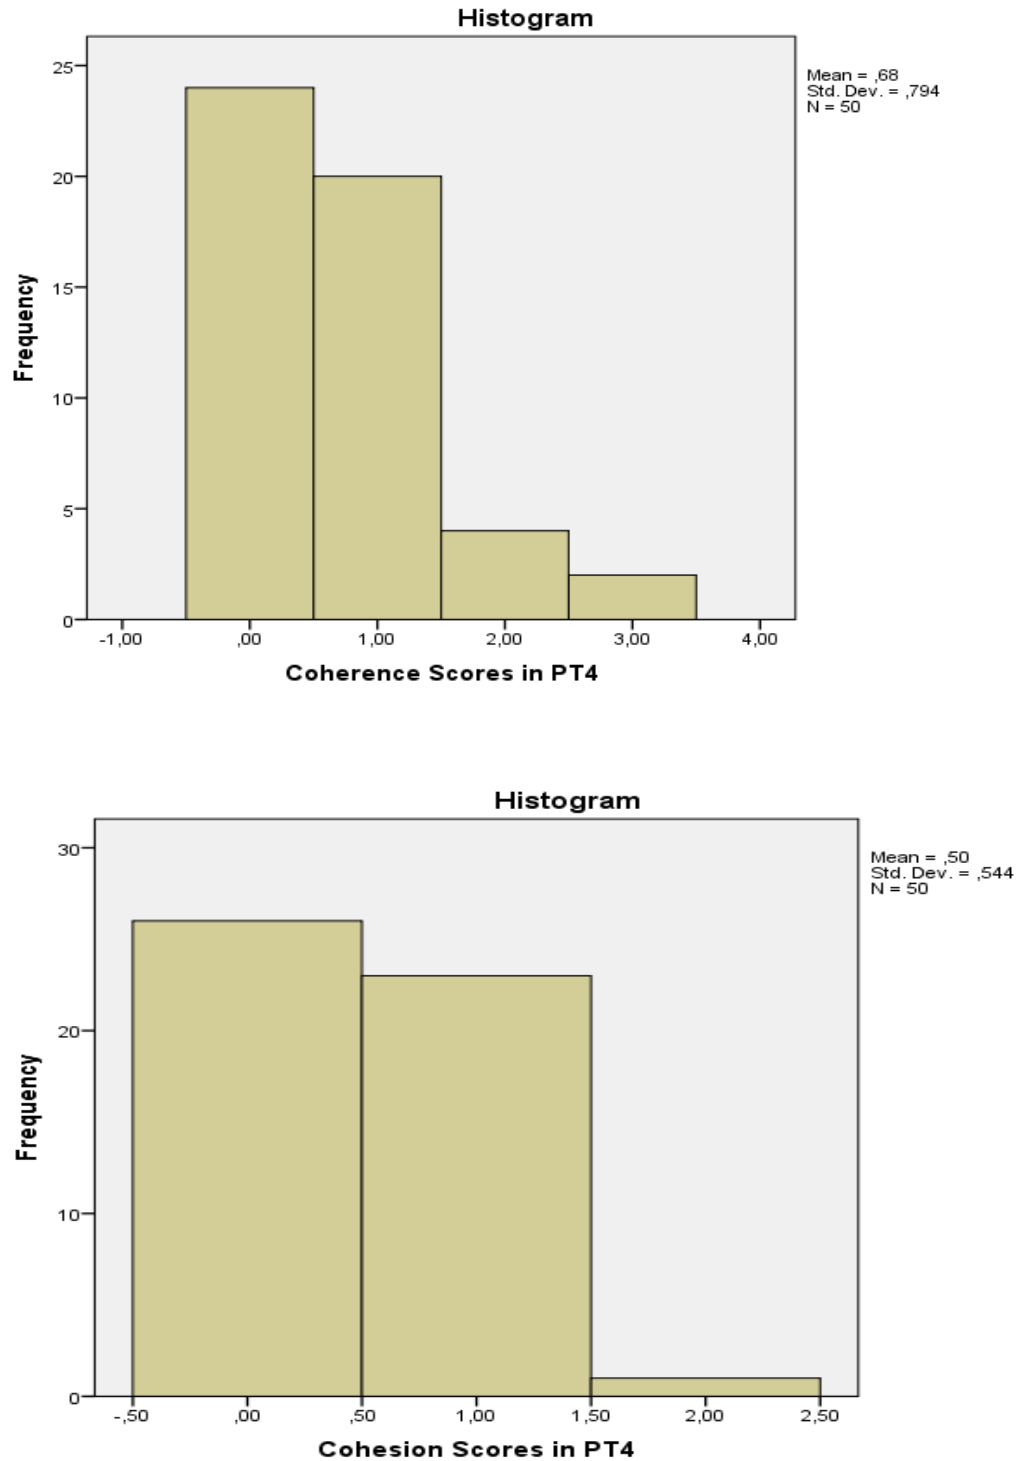 Histogram
Mean = ,68
Std. Dev. = ,794
N = 50
25
20
15
10
5
0
Frequency
-1,00 ,00 1,00 2,00 3,00 4,00
Coherence Scores in PT4
Histogram
Mean = ,50
Std. Dev. = ,544
N = 50
30
20
10
0
Frequency
-,50 ,00 ,50 1,00 1,50 2,00 2,50
Cohesion Scores in PT4